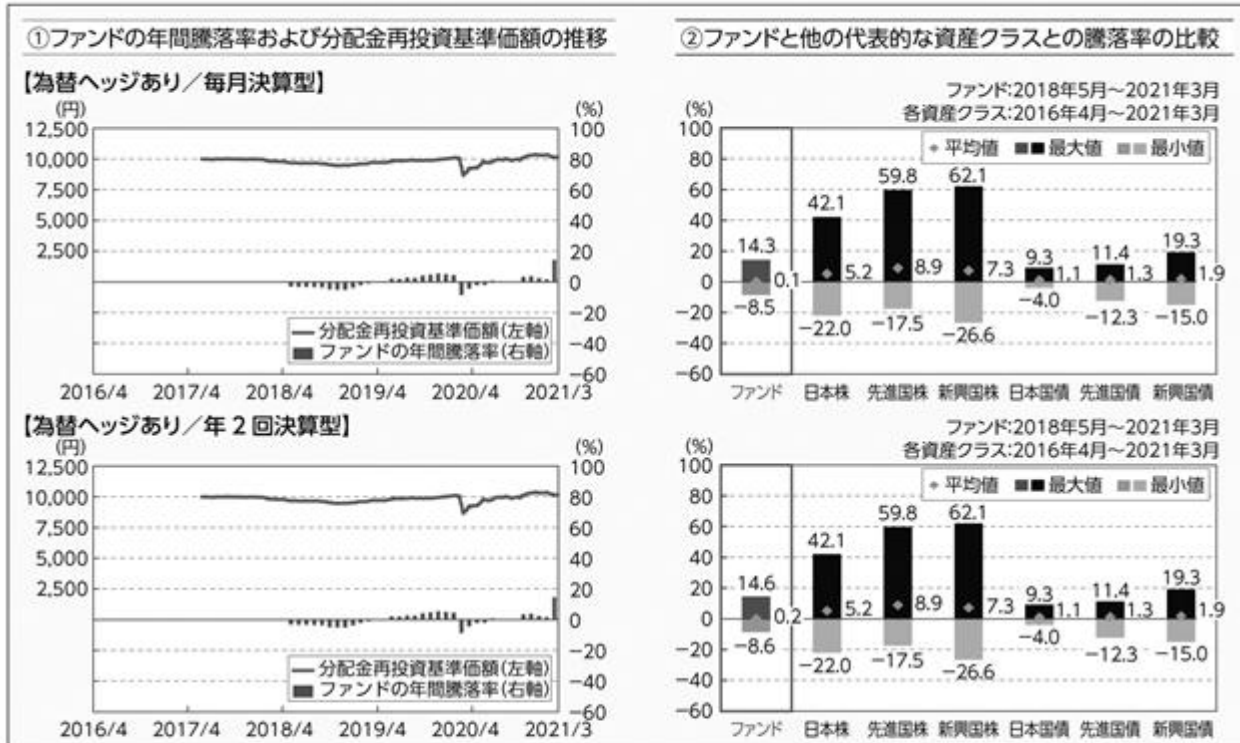 ①ファンドの年間騰落率および分配金再投資基準価額の推移
【為替ヘッジあり／毎月決算型】
(円)
(%)
12,500
10,000
7,500
5,000
2,500
100
80
60
40
20
0
−20
−40
−60
分配金再投資基準価額(左軸)
ファンドの年間騰落率(右軸)
2016/4 2017/4 2018/4 2019/4 2020/4 2021/3
②ファンドと他の代表的な資産クラスとの騰落率の比較
ファンド:2018年5月～2021年3月
各資産クラス:2016年4月～2021年3月
(%)
100
80
60
40
20
0
−20
−40
−60
平均値 最大値 最小値
14.3 42.1 59.8 62.1 9.3 11.4 19.3
0.1 5.2 8.9 7.3 1.1 1.3 1.9
−8.5 −22.0 −17.5 −26.6 −4.0 −12.3 −15.0
ファンド 日本株 先進国株 新興国株 日本国債 先進国債 新興国債
【為替ヘッジあり／年2回決算型】
(円)
(%)
12,500
10,000
7,500
5,000
2,500
100
80
60
40
20
0
−20
−40
−60
分配金再投資基準価額(左軸)
ファンドの年間騰落率(右軸)
2016/4 2017/4 2018/4 2019/4 2020/4 2021/3
ファンド:2018年5月～2021年3月
各資産クラス:2016年4月～2021年3月
(%)
100
80
60
40
20
0
−20
−40
−60
平均値 最大値 最小値
14.6 42.1 59.8 62.1 9.3 11.4 19.3
0.2 5.2 8.9 7.3 1.1 1.3 1.9
−8.6 −22.0 −17.5 −26.6 −4.0 −12.3 −15.0
ファンド 日本株 先進国株 新興国株 日本国債 先進国債 新興国債